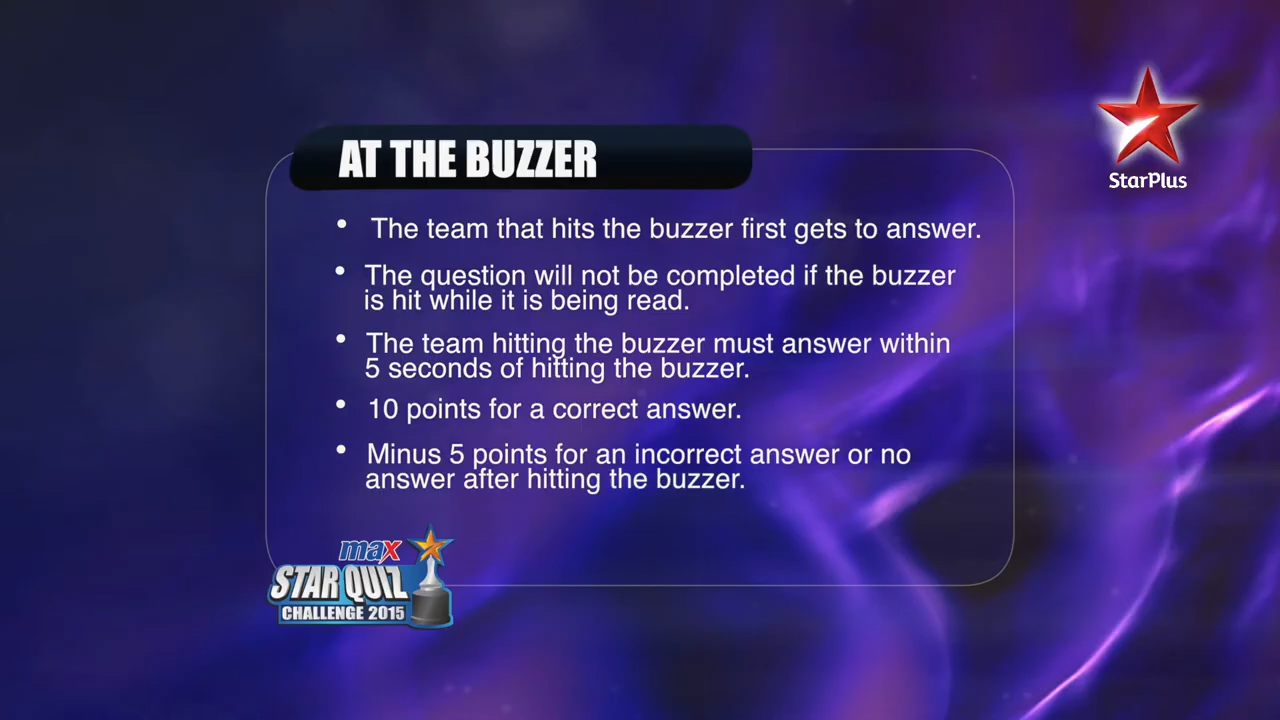 AT THE BUZZER
StarPlus
• The team that hits the buzzer first gets to answer.
• The question will not be completed if the buzzer
is hit while it is being read.
• The team hitting the buzzer must answer within
5 seconds of hitting the buzzer.
• 10 points for a correct answer.
• Minus 5 points for an incorrect answer or no
answer after hitting the buzzer.
max
STAR QUIZ
CHALLENGE 2015